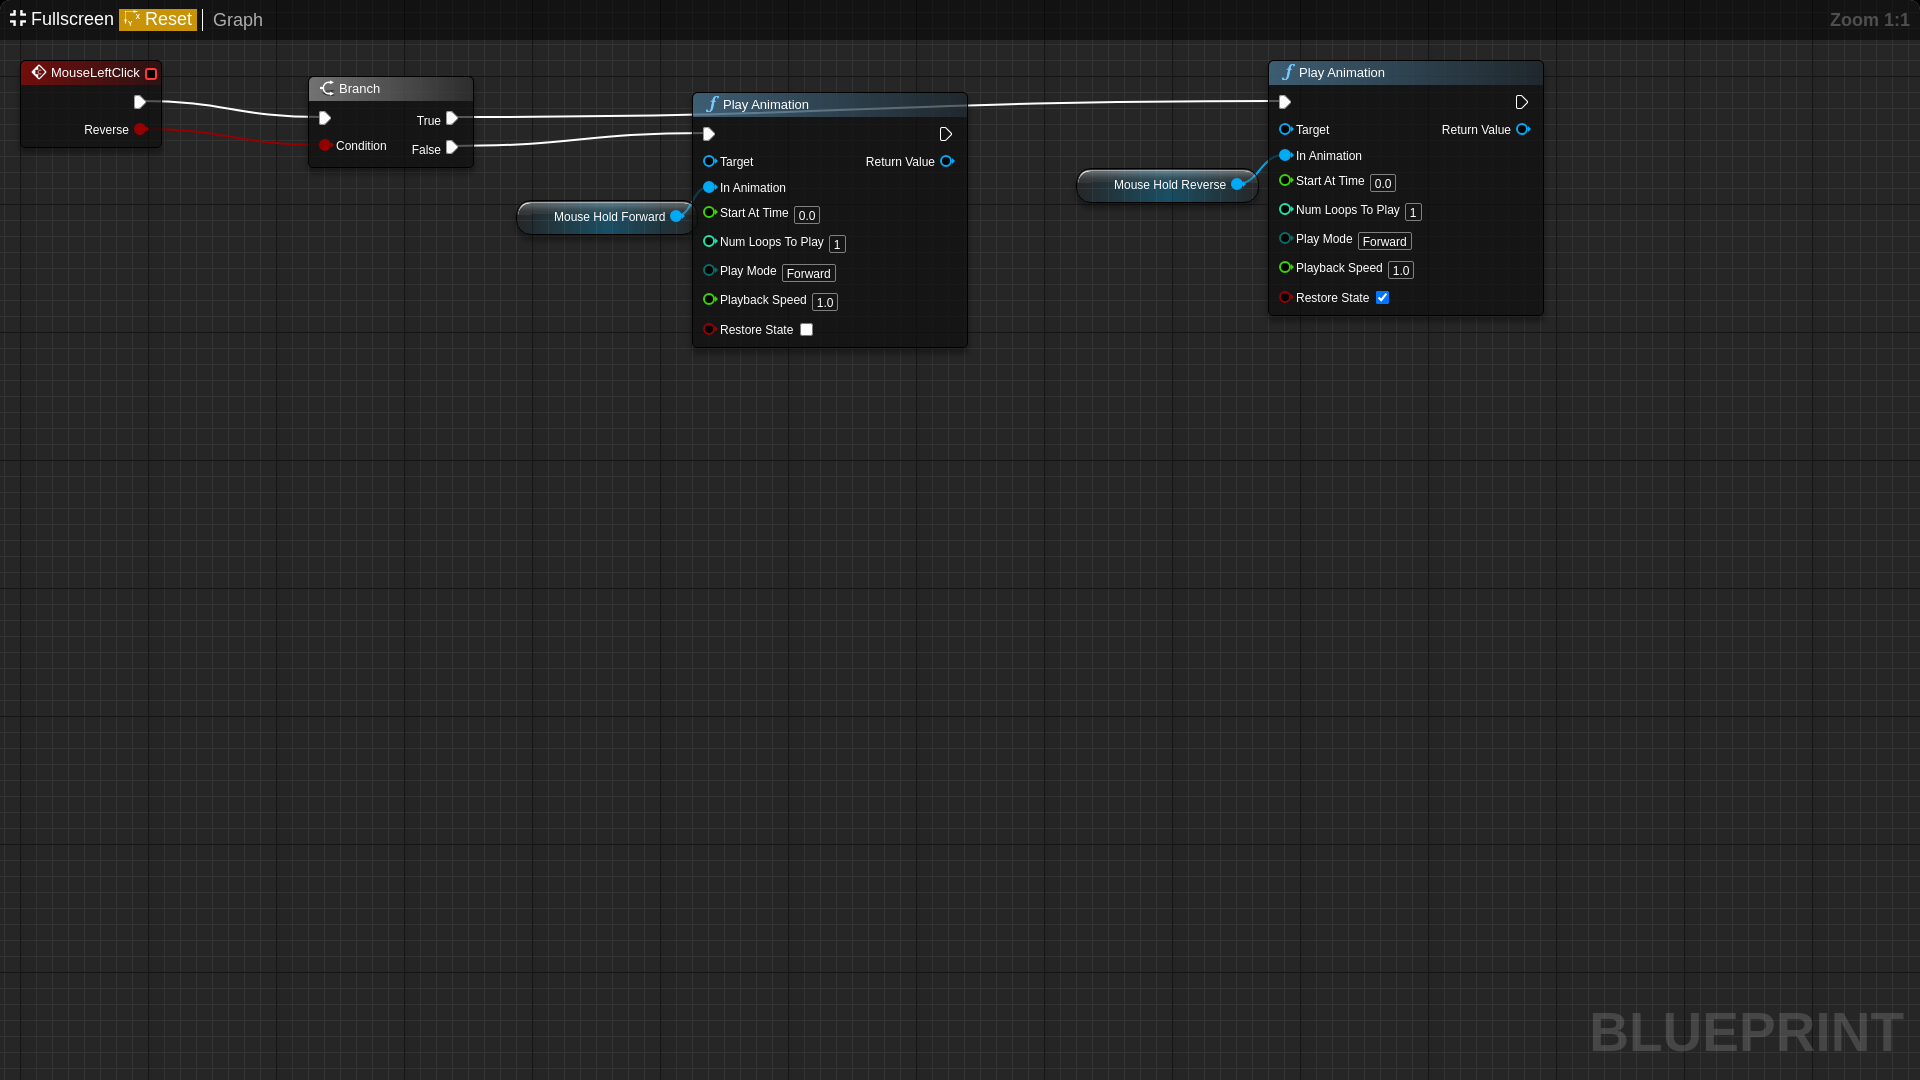 Fullscreen Reset Graph Zoom 1:1
MouseLeftClick
Reverse
Branch
True
Condition
False
Mouse Hold Forward
Play Animation
Target Return Value
In Animation
Start At Time 0.0
Num Loops To Play 1
Play Mode Forward
Playback Speed 1.0
Restore State
Mouse Hold Reverse
Play Animation
Target Return Value
In Animation
Start At Time 0.0
Num Loops To Play 1
Play Mode Forward
Playback Speed 1.0
Restore State
BLUEPRINT